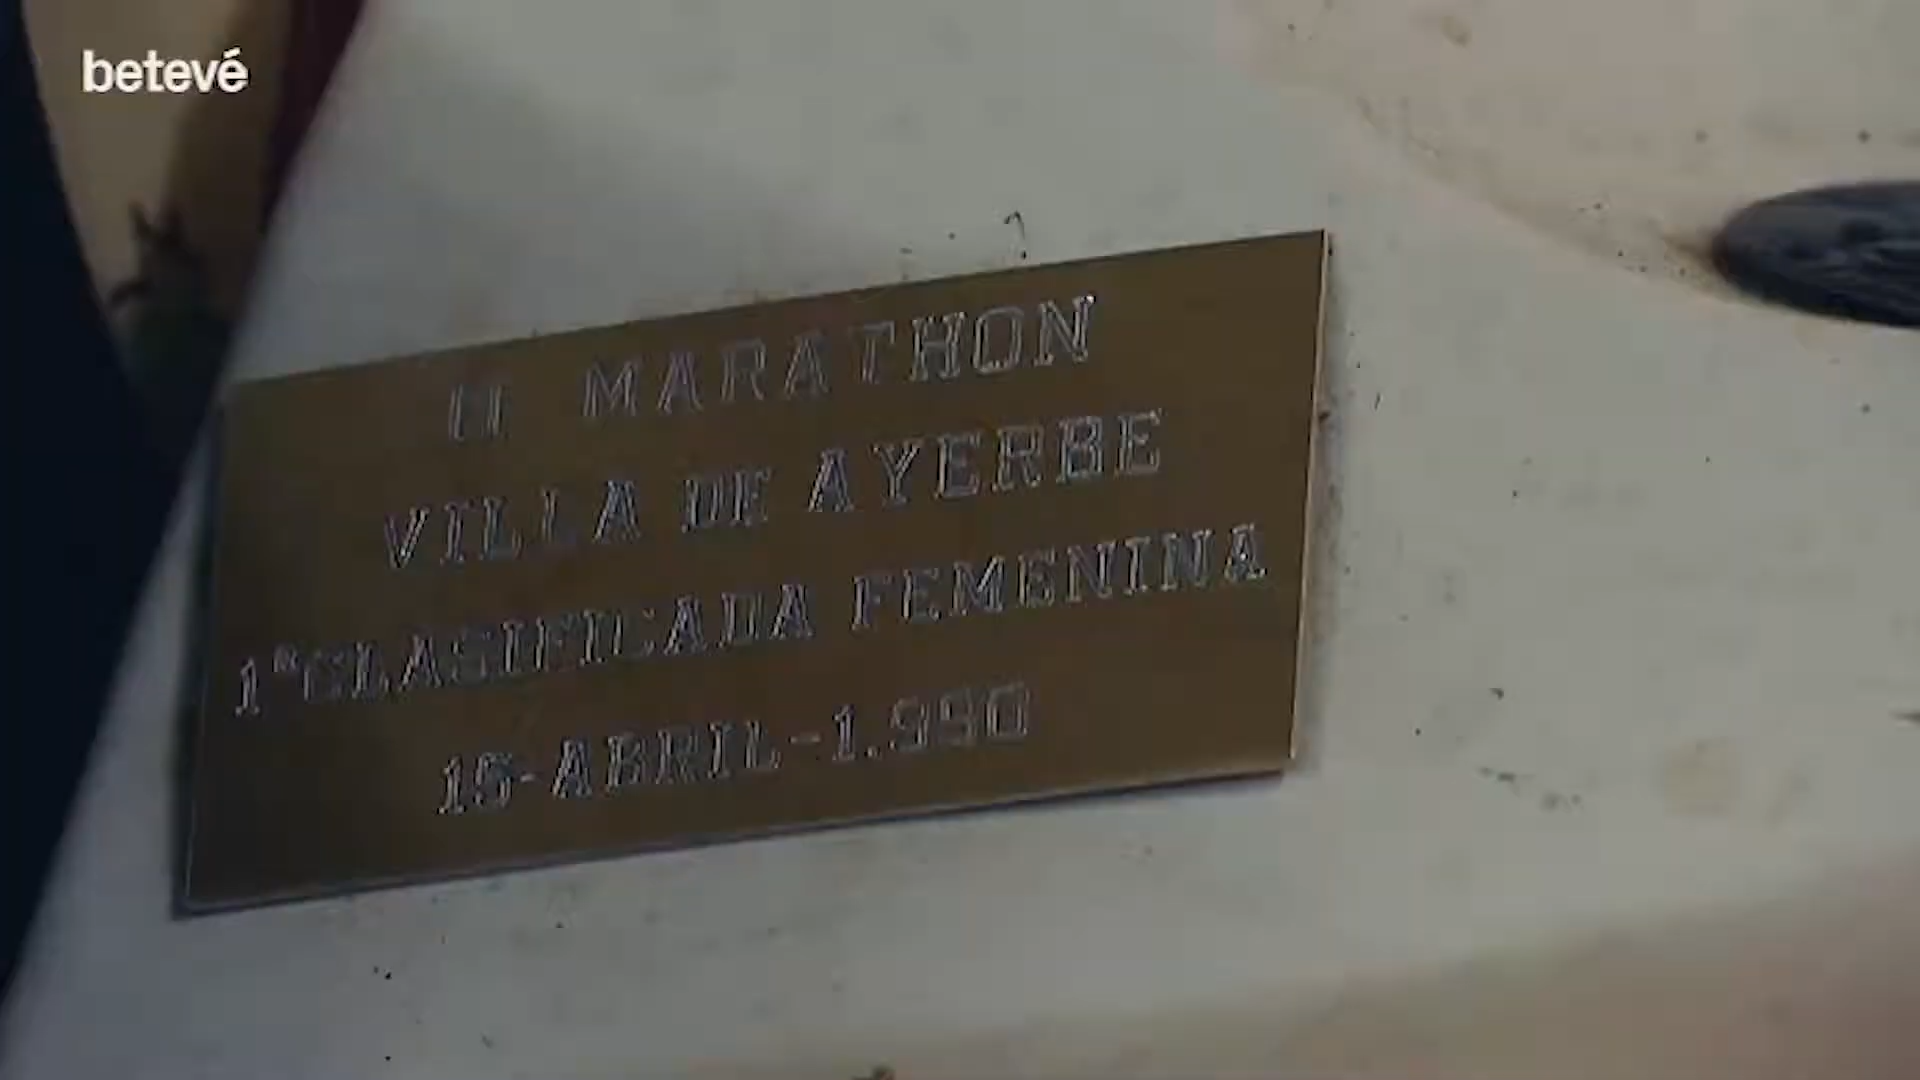 betevé
II MARATHON
VILLA DE AYERBE
1ª CLASIFICADA FEMENINA
15-ABRIL-1.990